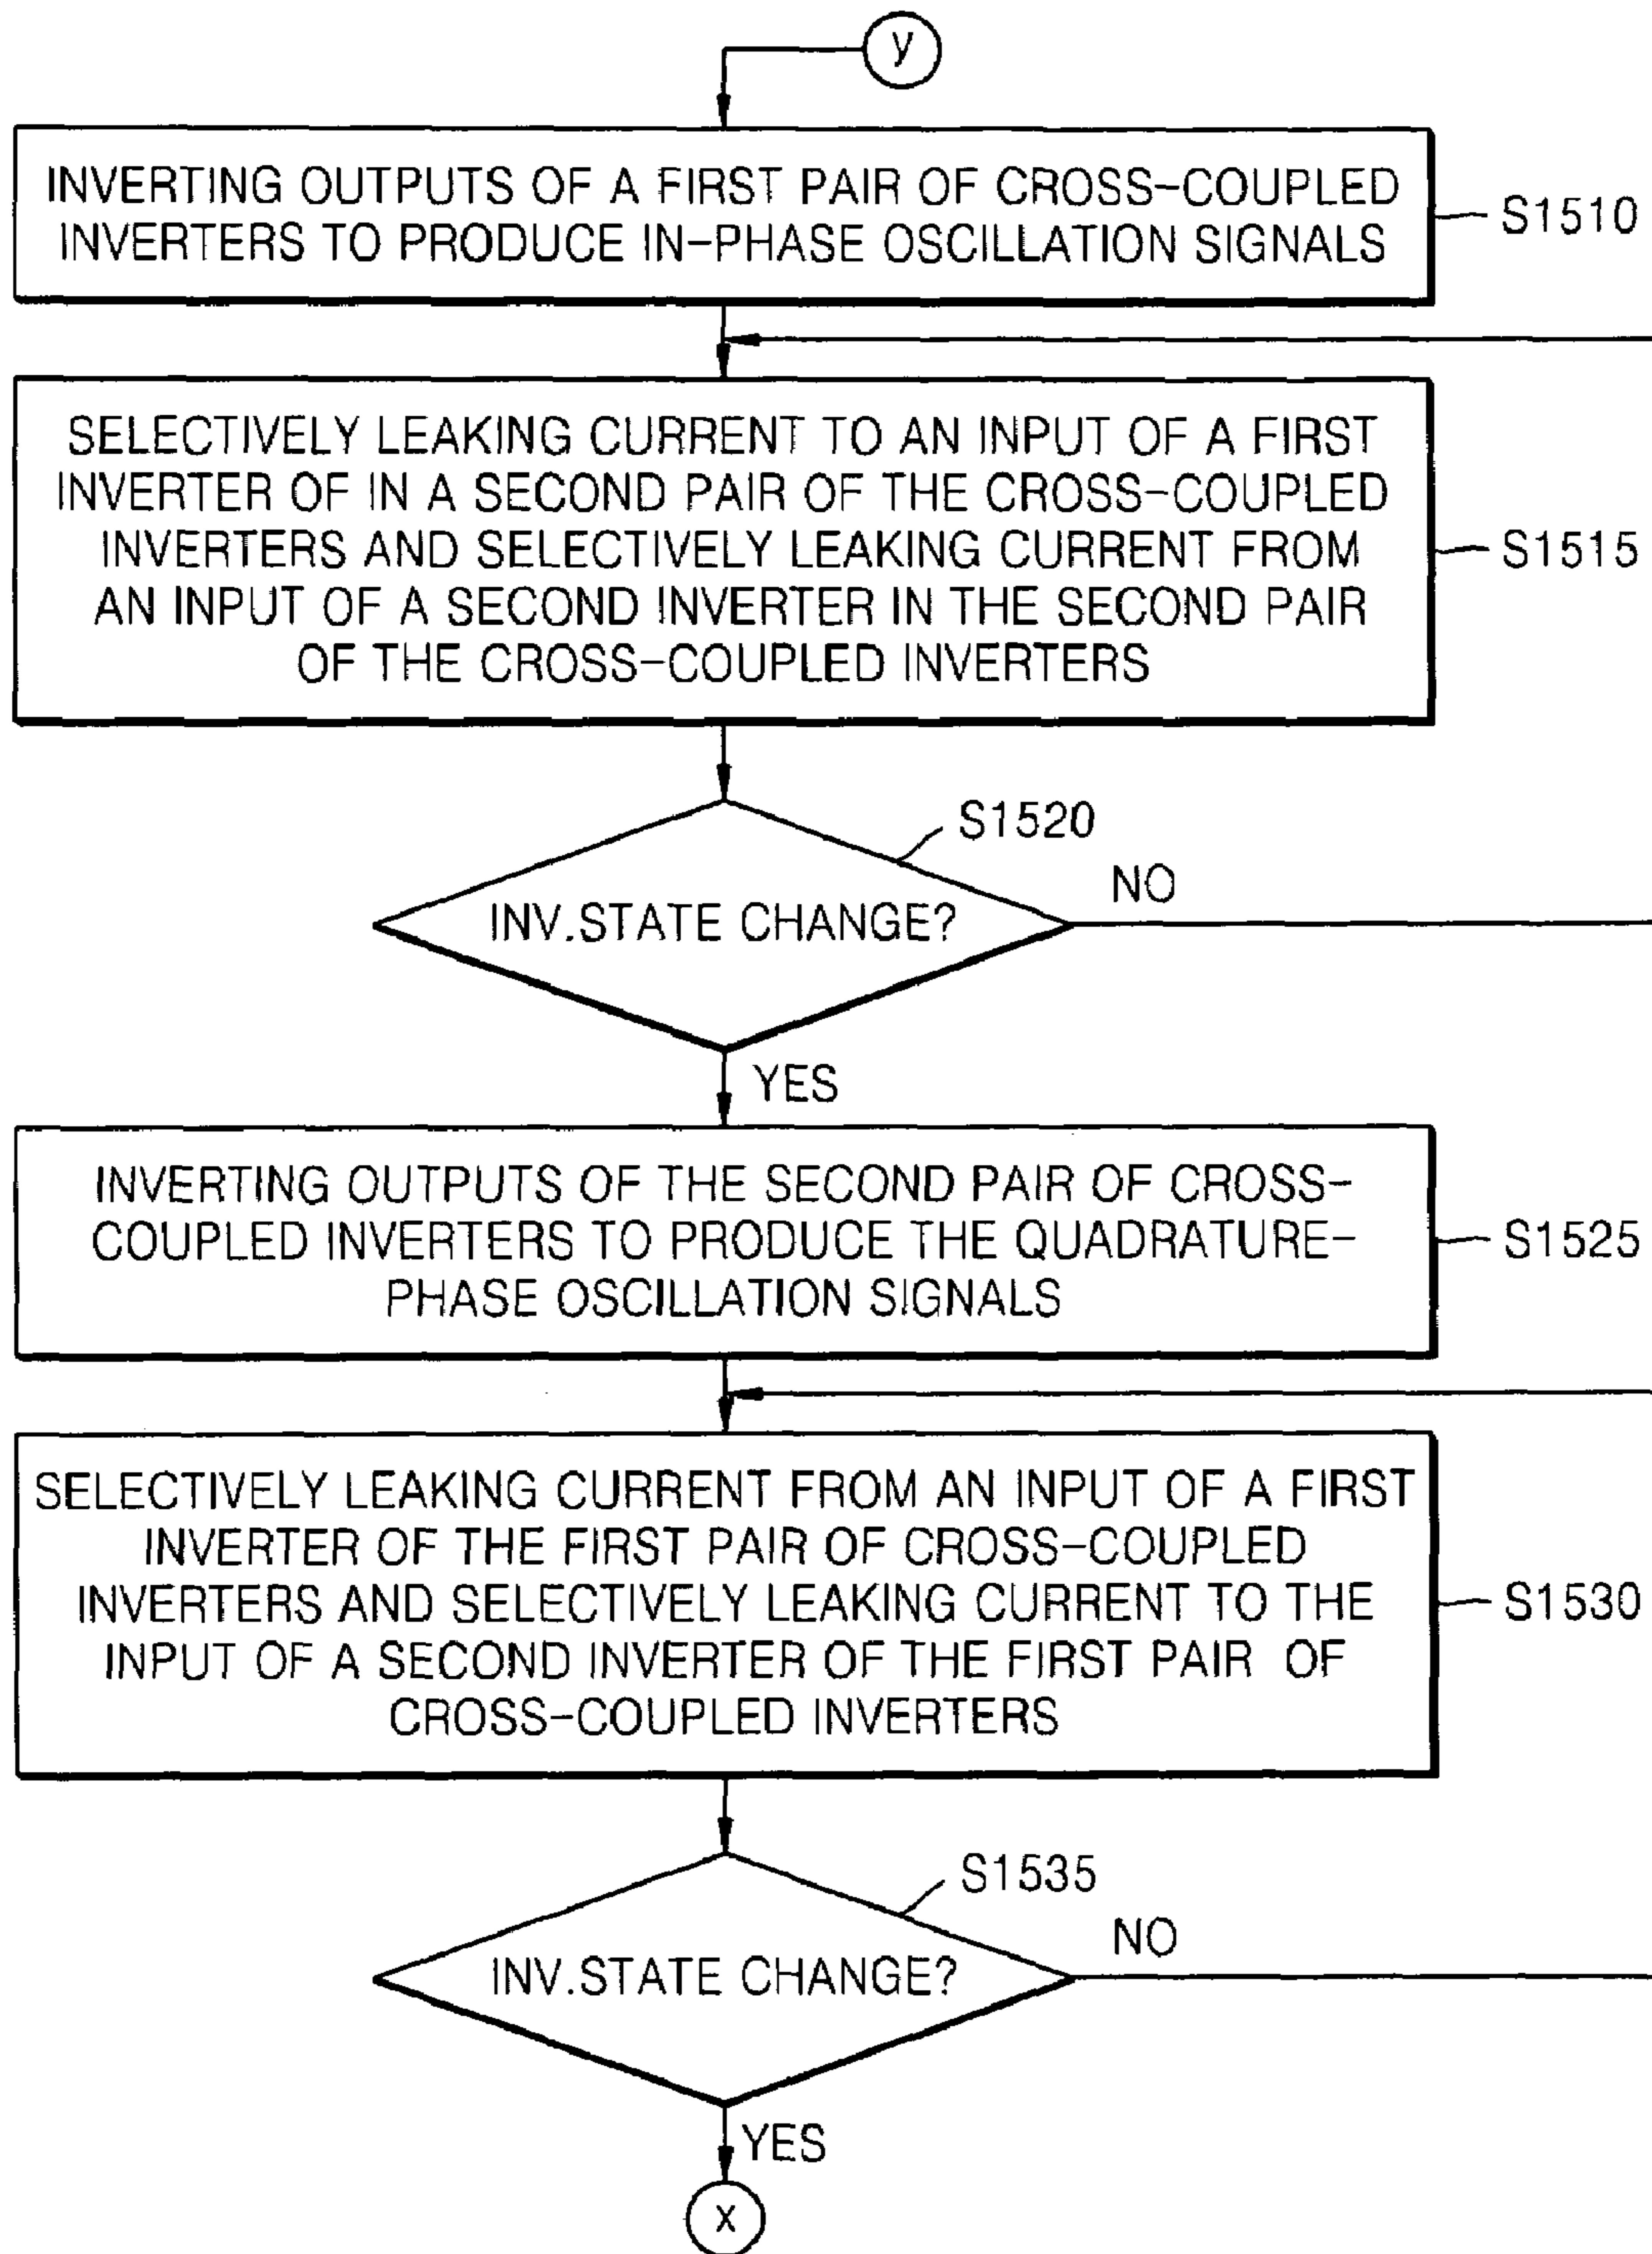 y
INVERTING OUTPUTS OF A FIRST PAIR OF CROSS-COUPLED
INVERTERS TO PRODUCE IN-PHASE OSCILLATION SIGNALS
S1510
SELECTIVELY LEAKING CURRENT TO AN INPUT OF A FIRST
INVERTER OF IN A SECOND PAIR OF THE CROSS-COUPLED
INVERTERS AND SELECTIVELY LEAKING CURRENT FROM
AN INPUT OF A SECOND INVERTER IN THE SECOND PAIR
OF THE CROSS-COUPLED INVERTERS
S1515
S1520
NO
INV.STATE CHANGE?
YES
INVERTING OUTPUTS OF THE SECOND PAIR OF CROSS-
COUPLED INVERTERS TO PRODUCE THE QUADRATURE-
PHASE OSCILLATION SIGNALS
S1525
SELECTIVELY LEAKING CURRENT FROM AN INPUT OF A FIRST
INVERTER OF THE FIRST PAIR OF CROSS-COUPLED
INVERTERS AND SELECTIVELY LEAKING CURRENT TO THE
INPUT OF A SECOND INVERTER OF THE FIRST PAIR OF
CROSS-COUPLED INVERTERS
S1530
S1535
NO
INV.STATE CHANGE?
YES
x